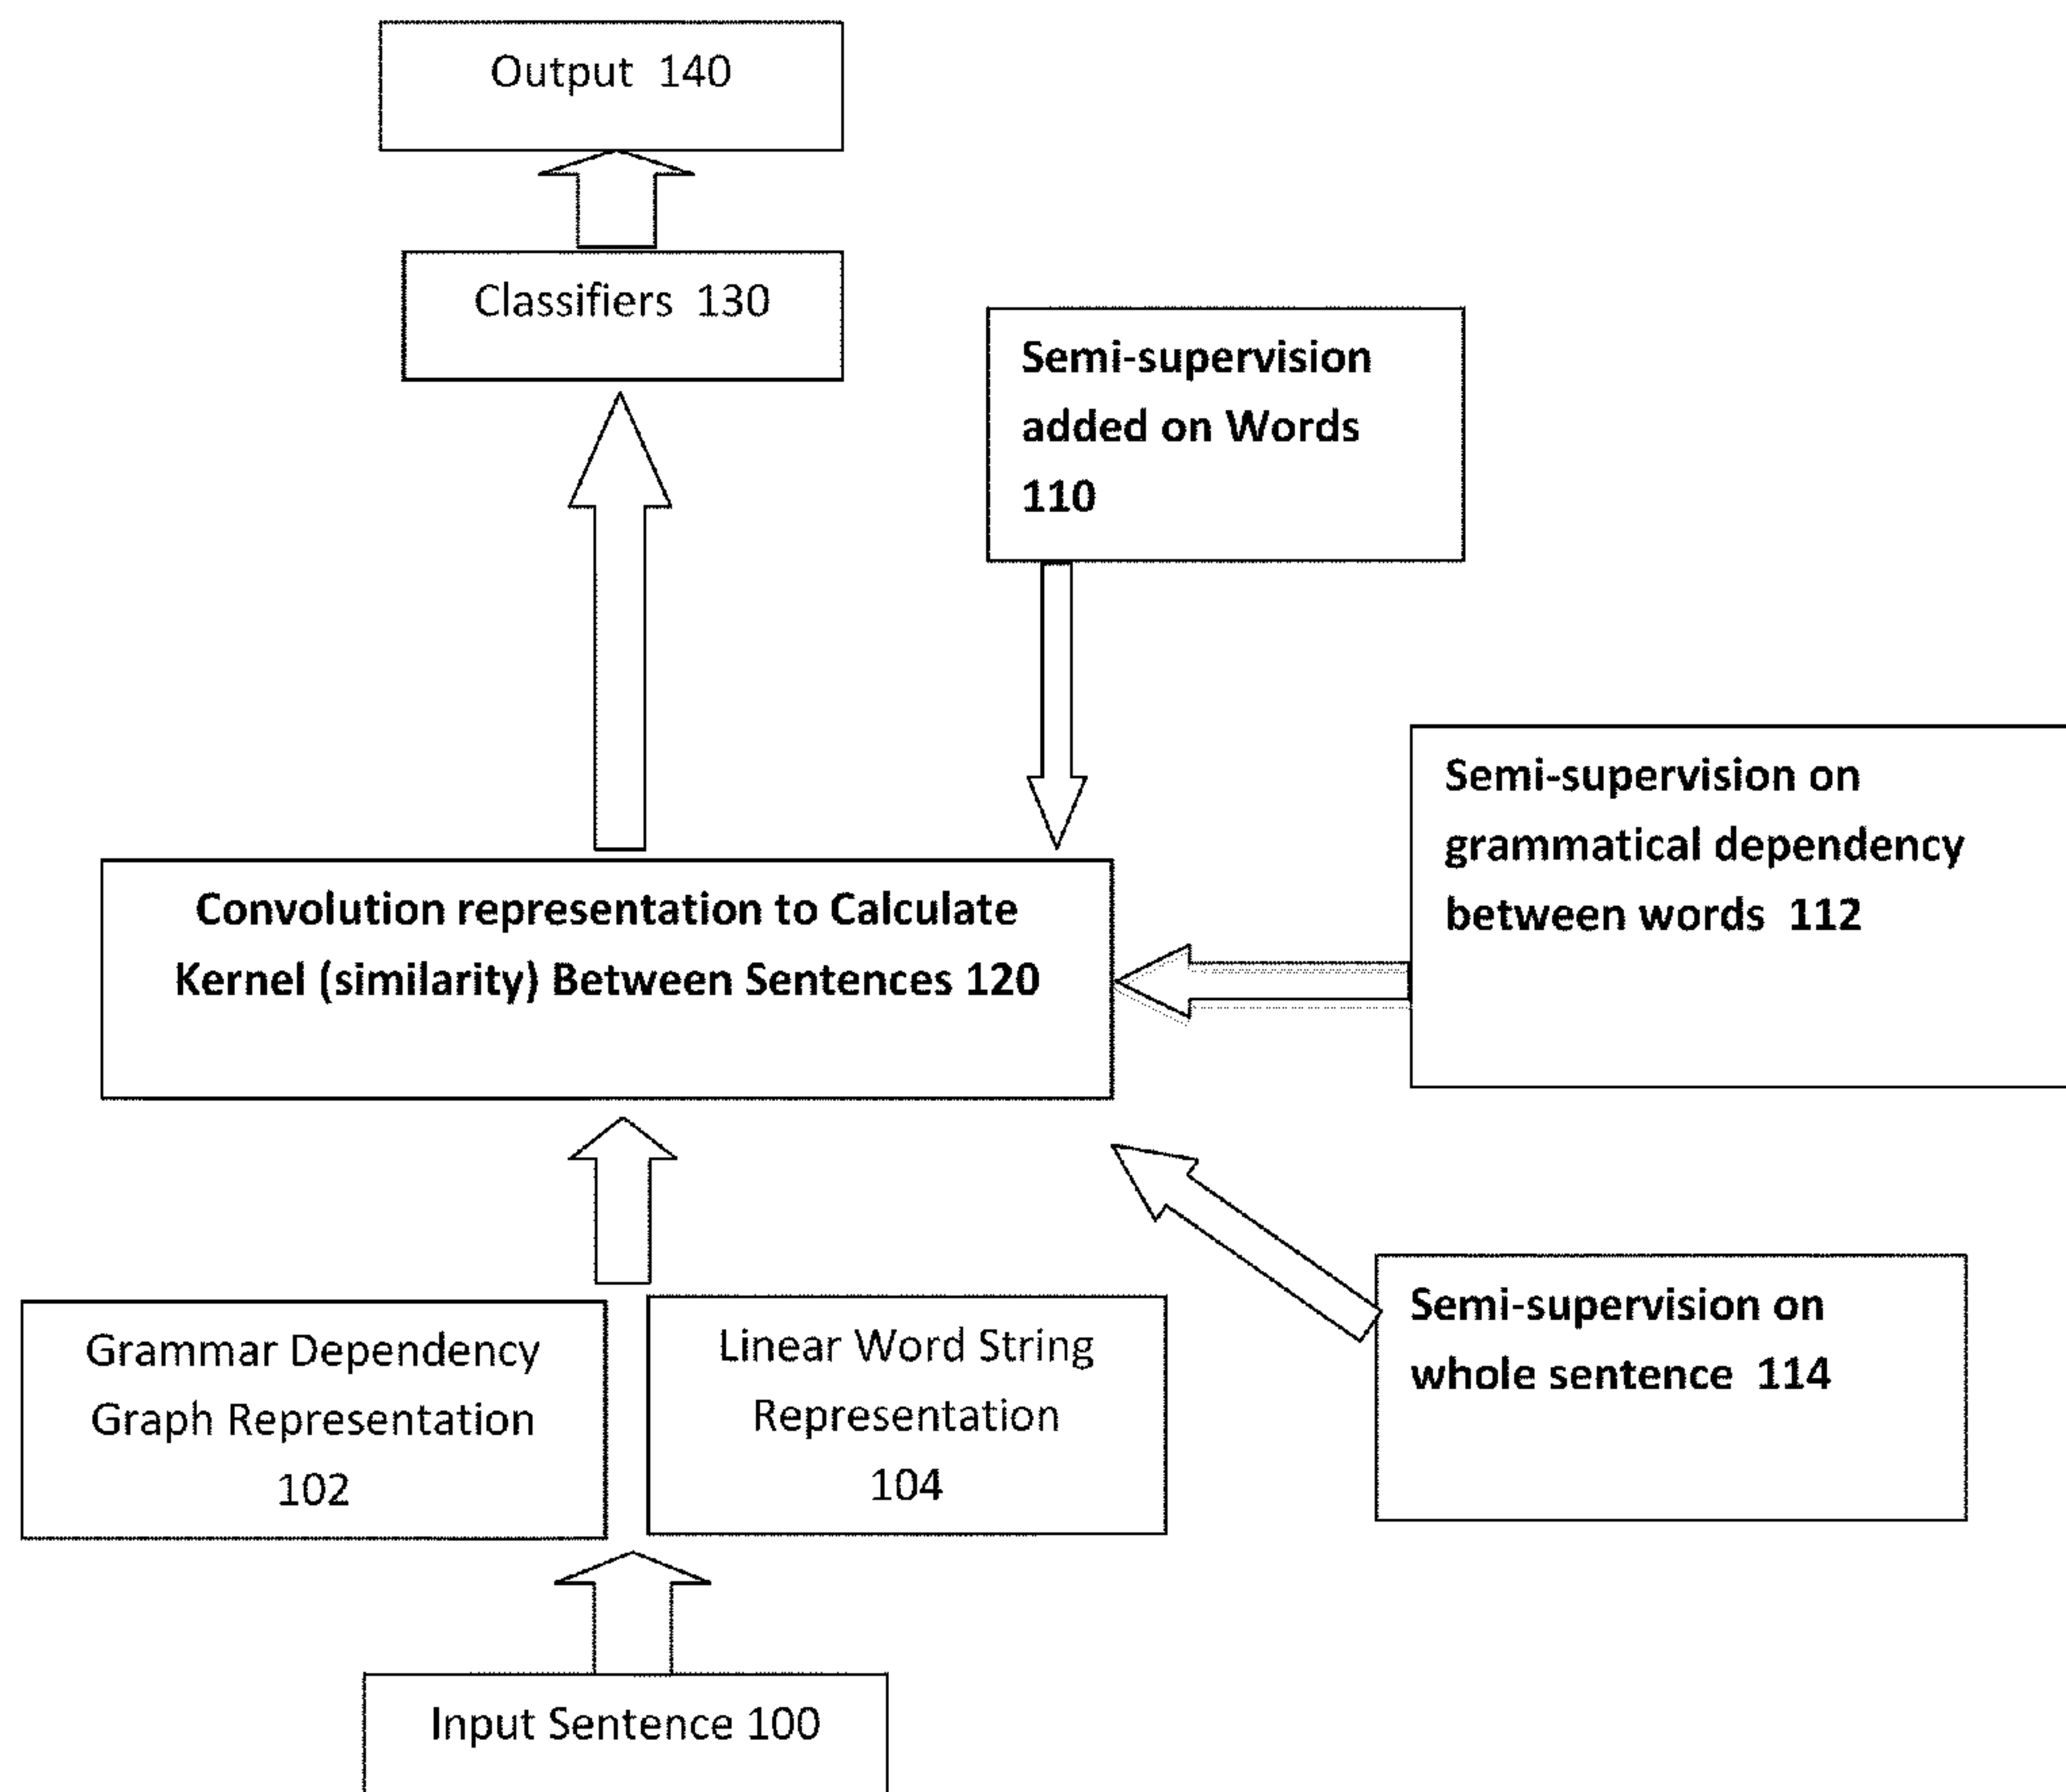 Output 140
Classifiers 130
Semi-supervision
added on Words
110
Semi-supervision on
grammatical dependency
between words 112
Convolution representation to Calculate
Kernel (similarity) Between Sentences 120
Grammar Dependency
Graph Representation
102
Linear Word String
Representation
104
Semi-supervision on
whole sentence 114
Input Sentence 100